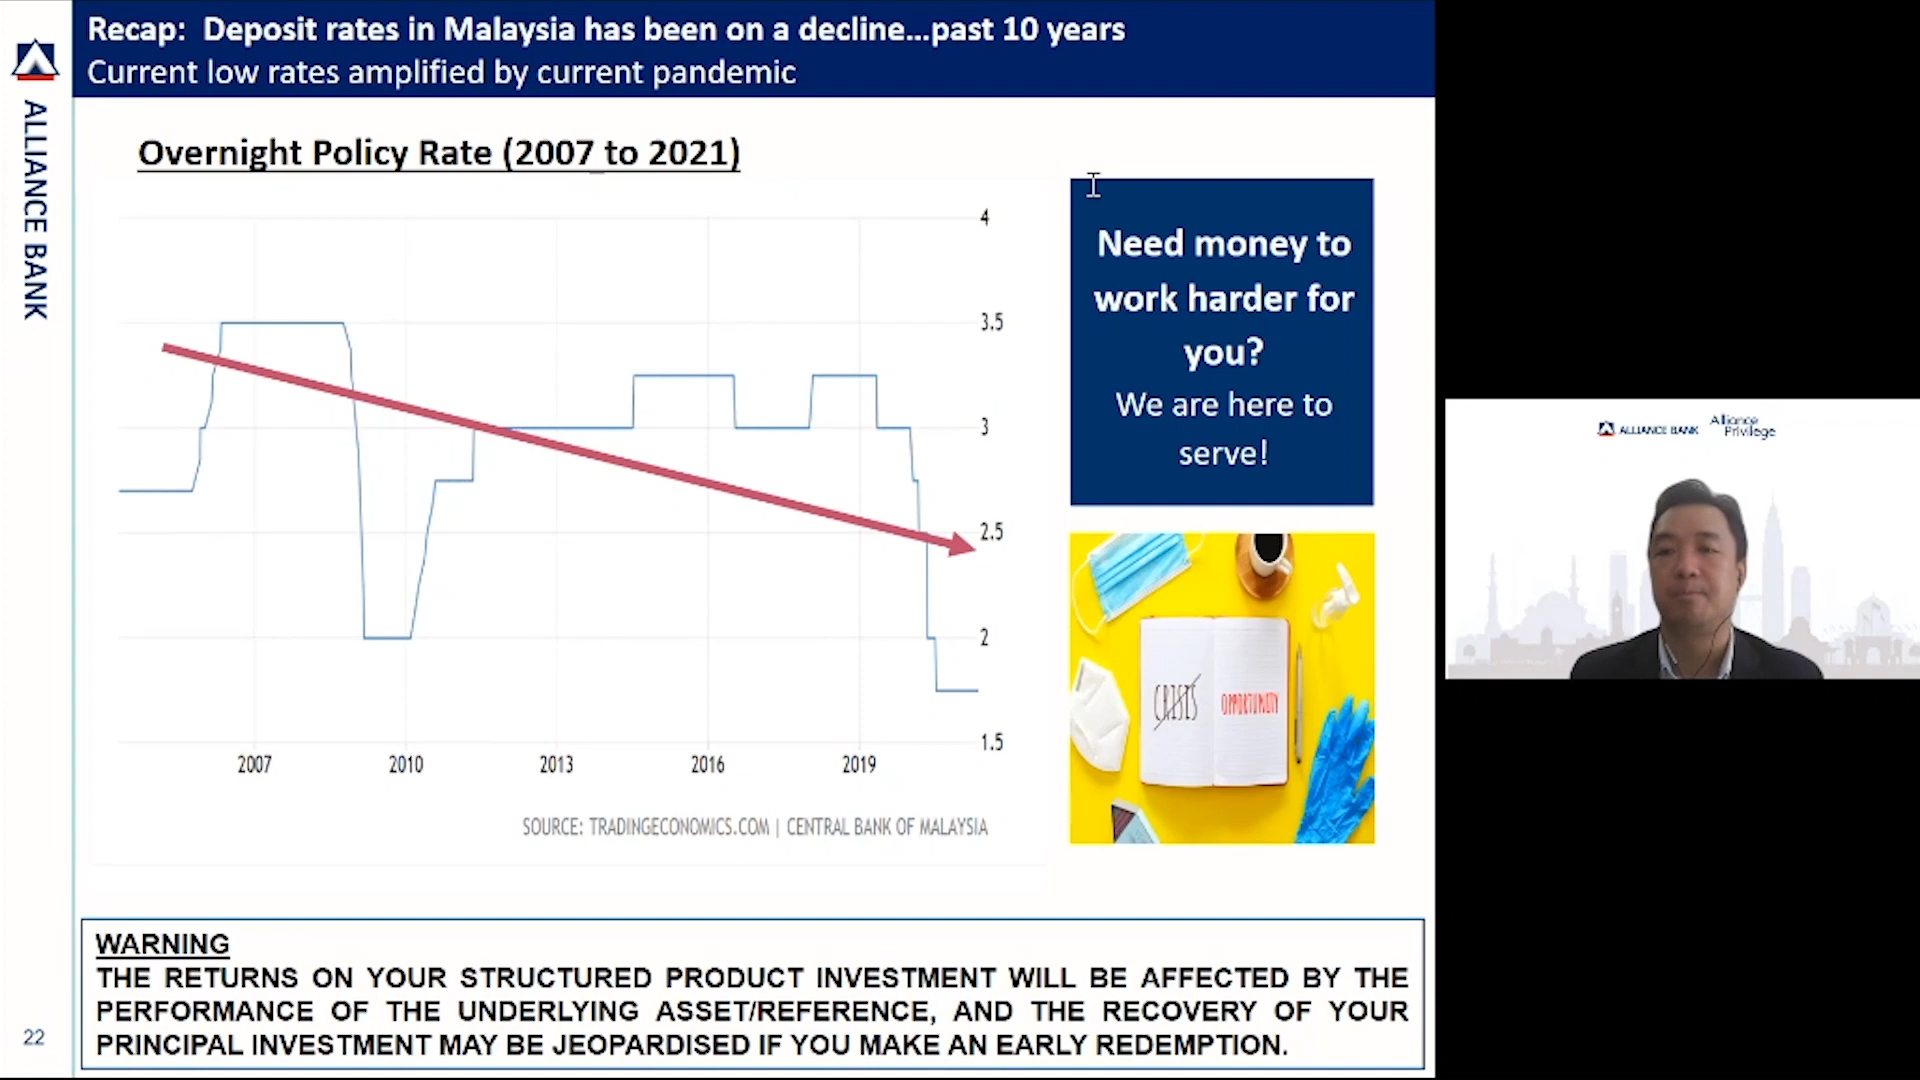 Recap:  Deposit rates in Malaysia has been on a decline...past 10 years
Current low rates amplified by current pandemic
ALLIANCE BANK
Overnight Policy Rate (2007 to 2021)
4
3.5
3
2.5
2
1.5
2007
2010
2013
2016
2019
SOURCE: TRADINGECONOMICS.COM | CENTRAL BANK OF MALAYSIA
Need money to
work harder for
you?
We are here to
serve!
CRISIS
OPPORTUNITY
WARNING
THE RETURNS ON YOUR STRUCTURED PRODUCT INVESTMENT WILL BE AFFECTED BY THE
PERFORMANCE OF THE UNDERLYING ASSET/REFERENCE, AND THE RECOVERY OF YOUR
PRINCIPAL INVESTMENT MAY BE JEOPARDISED IF YOU MAKE AN EARLY REDEMPTION.
22
ALLIANCE BANK
Alliance
Privilege